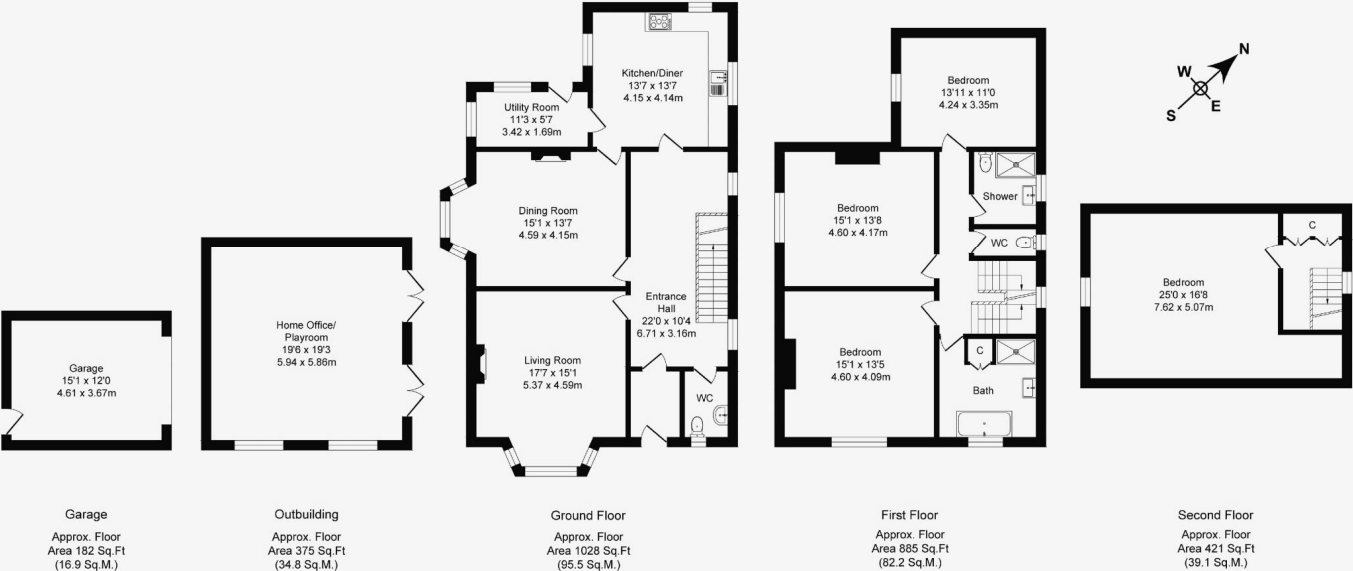 Garage
15'1 x 12'0
4.61 x 3.67m
Home Office/
Playroom
19'6 x 19'3
5.94 x 5.86m
Kitchen/Diner
13'7 x 13'7
4.15 x 4.14m
Utility Room
11'3 x 5'7
3.42 x 1.69m
Dining Room
15'1 x 13'7
4.59 x 4.15m
Entrance
Hall
22'0 x 10'4
6.71 x 3.16m
Living Room
17'7 x 15'1
5.37 x 4.59m
WC
Bedroom
13'11 x 11'0
4.24 x 3.35m
Shower
Bedroom
15'1 x 13'8
4.60 x 4.17m
WC
Bedroom
15'1 x 13'5
4.60 x 4.09m
C
Bath
N
W
E
S
C
Bedroom
25'0 x 16'8
7.62 x 5.07m
Garage
Approx. Floor
Area 182 Sq.Ft
(16.9 Sq.M.)
Outbuilding
Approx. Floor
Area 375 Sq.Ft
(34.8 Sq.M.)
Ground Floor
Approx. Floor
Area 1028 Sq.Ft
(95.5 Sq.M.)
First Floor
Approx. Floor
Area 885 Sq.Ft
(82.2 Sq.M.)
Second Floor
Approx. Floor
Area 421 Sq.Ft
(39.1 Sq.M.)